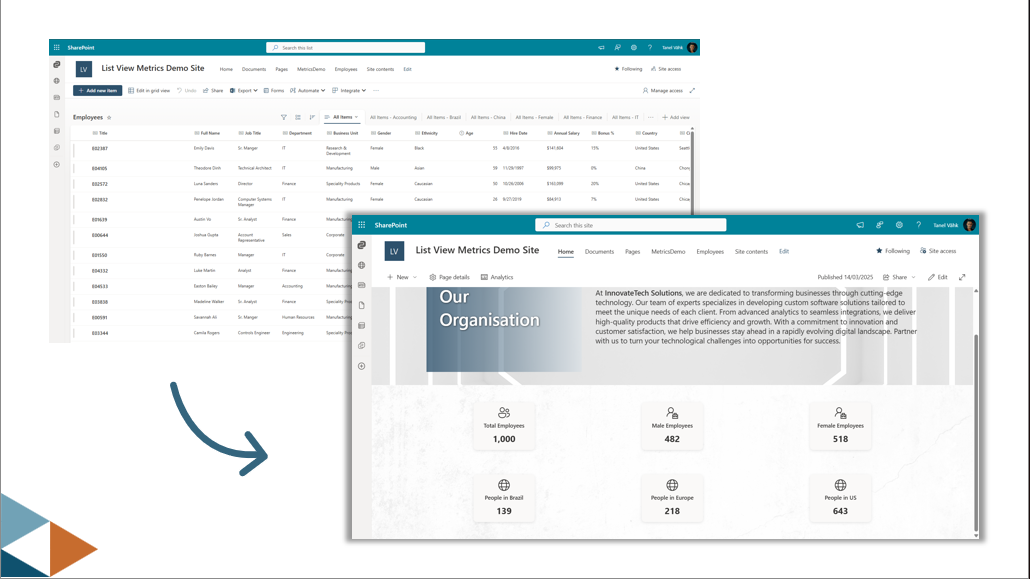 SharePoint
Search this list
Tanel Vähk
LV
List View Metrics Demo Site
Home Documents Pages MetricsDemo Employees Site contents Edit
Following Site access
+ Add new item Edit in grid view Undo Share Export Forms Automate Integrate ...
Manage access
Employees
All Items All Items - Accounting All Items - Brazil All Items - China All Items - Female All Items - Finance All Items - IT ... + Add view
Title Full Name Job Title Department Business Unit Gender Ethnicity Age Hire Date Annual Salary Bonus % Country
E02387 Emily Davis Sr. Manger IT Research & Development Female Black 55 4/8/2016 $141,604 15% United States
E04105 Theodore Dinh Technical Architect IT Manufacturing Male Asian 59 11/29/1997 $99,975 0% China
E02572 Luna Sanders Director Finance Speciality Products Female Caucasian 50 10/26/2006 $163,099 20% United States
E02832 Penelope Jordan Computer Systems Manager IT Manufacturing Female Caucasian 26 9/27/2019 $84,913 7% United States
E01639 Austin Vo Sr. Analyst Finance
E00644 Joshua Gupta Account Representative Sales Corporate
E01550 Ruby Barnes Manager IT Corporate
E04332 Luke Martin Analyst Finance
E04533 Easton Bailey Manager Accounting
E03838 Madeline Walker Sr. Analyst Finance
E00591 Savannah Ali Sr. Manger Human Resources
E03344 Camila Rogers Controls Engineer Engineering
SharePoint
Search this site
Tanel Vähk
LV
List View Metrics Demo Site
Home Documents Pages MetricsDemo Employees Site contents Edit
Following Site access
+ New Page details Analytics
Published 14/03/2025 Share Edit
Our
Organisation
At InnovateTech Solutions, we are dedicated to transforming businesses through cutting-edge
technology. Our team of experts specializes in developing custom software solutions tailored to
meet the unique needs of each client. From advanced analytics to seamless integrations, we deliver
high-quality products that drive efficiency and growth. With a commitment to innovation and
customer satisfaction, we help businesses stay ahead in a rapidly evolving digital landscape. Partner
with us to turn your technological challenges into opportunities for success.
Total Employees
1,000
Male Employees
482
Female Employees
518
People in Brazil
139
People in Europe
218
People in US
643